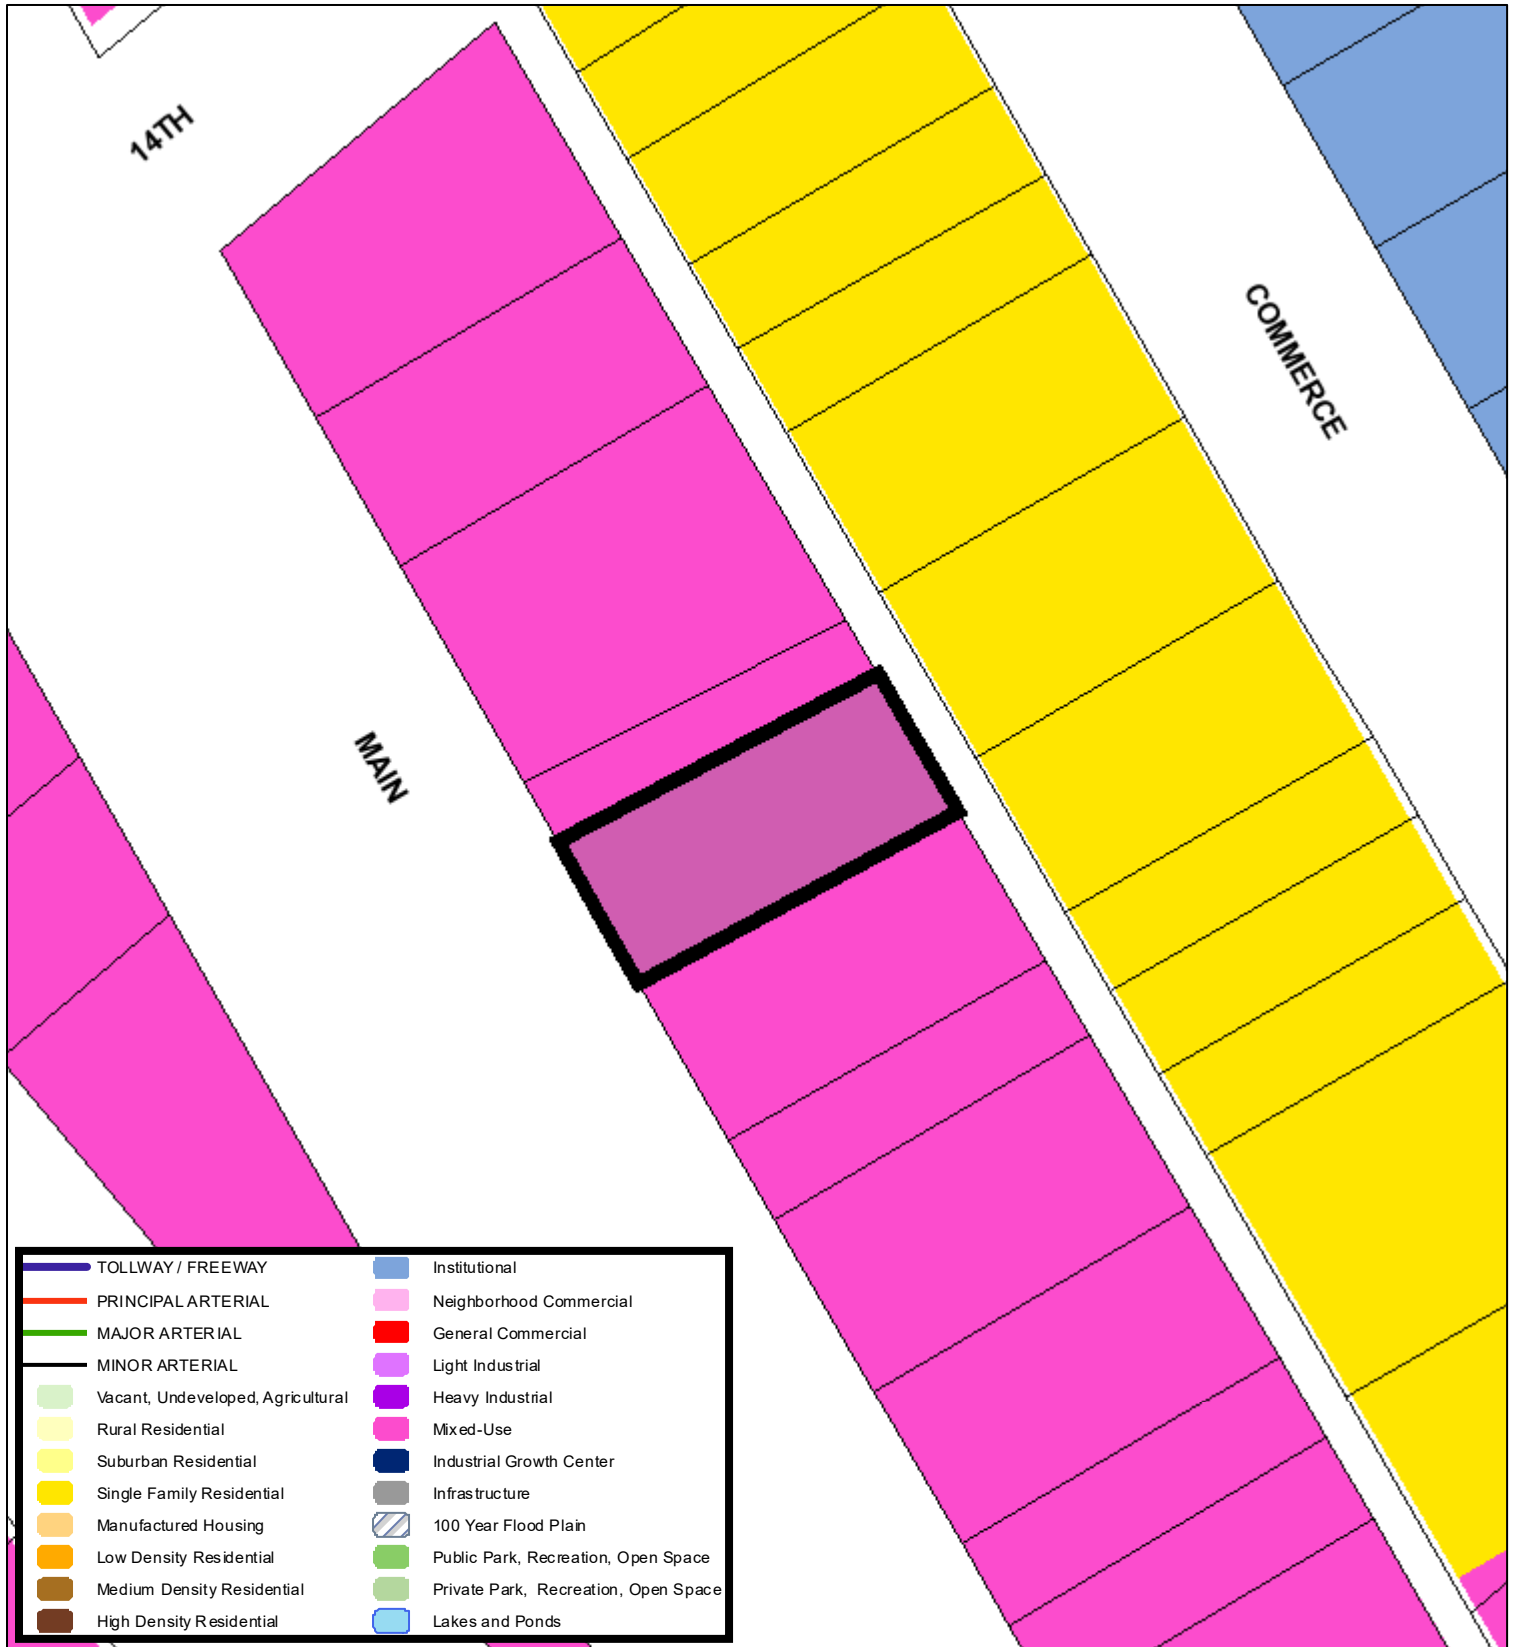 14TH
COMMERCE
MAIN
TOLLWAY / FREEWAY
PRINCIPAL ARTERIAL
MAJOR ARTERIAL
MINOR ARTERIAL
Vacant, Undeveloped, Agricultural
Rural Residential
Suburban Residential
Single Family Residential
Manufactured Housing
Low Density Residential
Medium Density Residential
High Density Residential
Institutional
Neighborhood Commercial
General Commercial
Light Industrial
Heavy Industrial
Mixed-Use
Industrial Growth Center
Infrastructure
100 Year Flood Plain
Public Park, Recreation, Open Space
Private Park, Recreation, Open Space
Lakes and Ponds